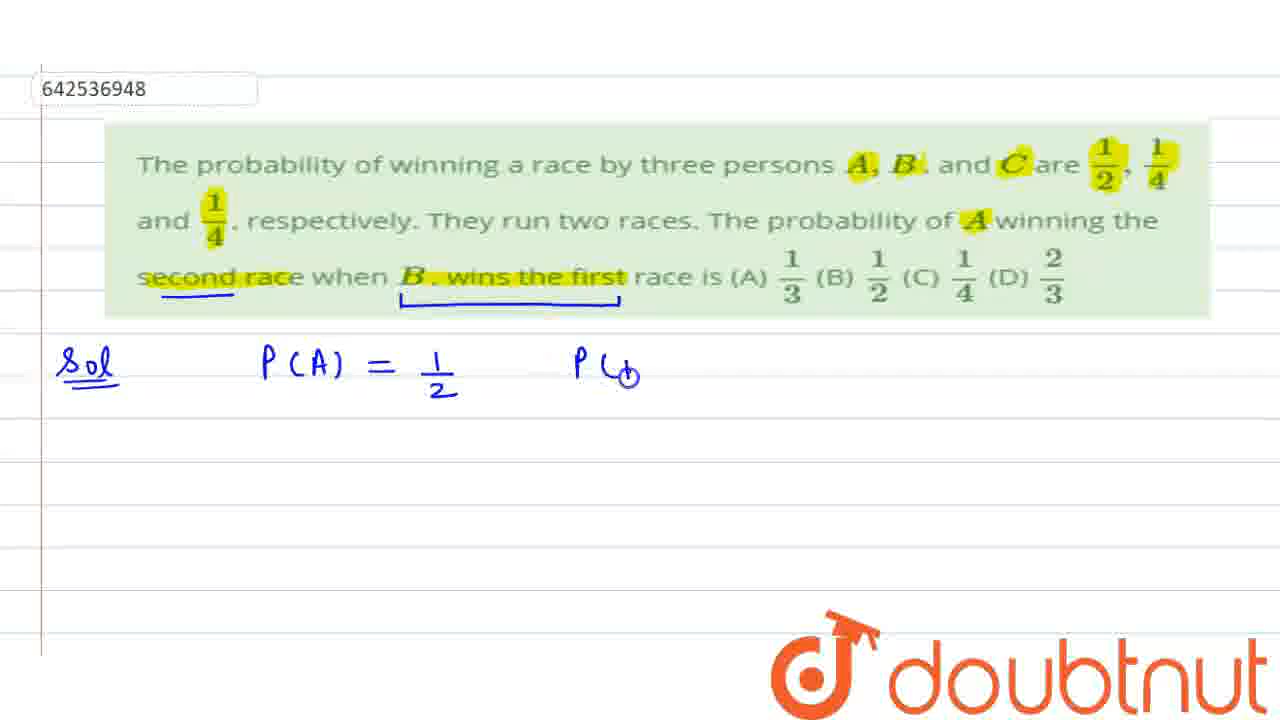 642536948
The probability of winning a race by three persons A, B . and C are 1/2, 1/4
and 1/4 , respectively. They run two races. The probability of A winning the
second race when B . wins the first race is (A) 1/3 (B) 1/2 (C) 1/4 (D) 2/3
Sol P(A) = 1/2 P(
doubtnut